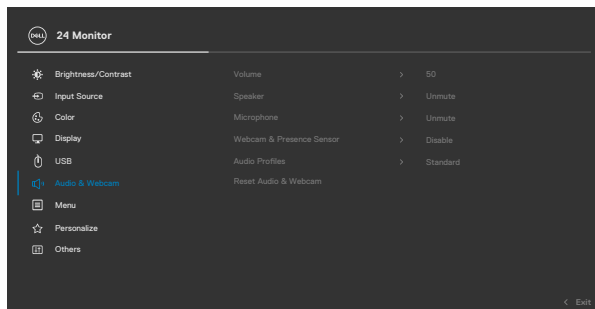 DELL 24 Monitor
Brightness/Contrast Volume > 50
Input Source Speaker > Unmute
Color Microphone > Unmute
Display Webcam & Presence Sensor > Disable
USB Audio Profiles > Standard
Audio & Webcam Reset Audio & Webcam
Menu
Personalize
Others
< Exit